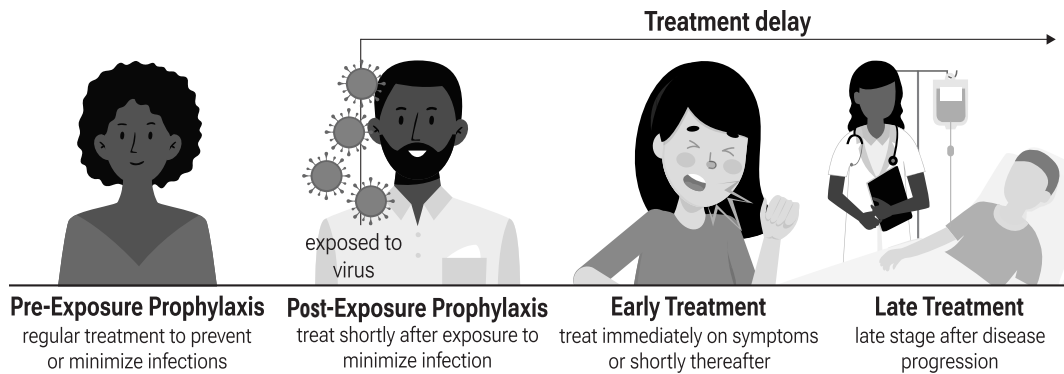 Treatment delay
exposed to
virus
Pre-Exposure Prophylaxis
regular treatment to prevent
or minimize infections
Post-Exposure Prophylaxis
treat shortly after exposure to
minimize infection
Early Treatment
treat immediately on symptoms
or shortly thereafter
Late Treatment
late stage after disease
progression